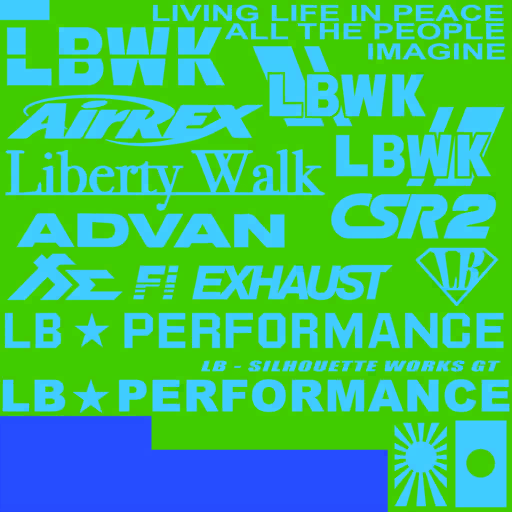 LIVING LIFE IN PEACE
ALL THE PEOPLE
IMAGINE
LBWK
LBWK
AirREX
LBWK
Liberty Walk
CSR2
ADVAN
Fi EXHAUST
LB
LB ★ PERFORMANCE
LB - SILHOUETTE WORKS GT
LB ★ PERFORMANCE